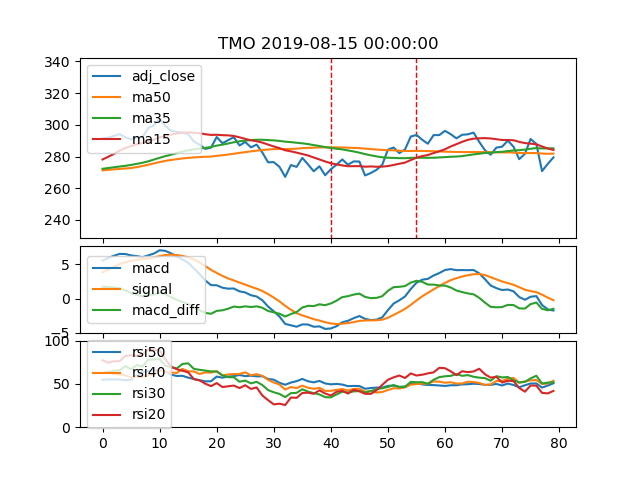 TMO 2019-08-15 00:00:00
340
320
300
280
260
240
adj_close
ma50
ma35
ma15
5
0
−5
macd
signal
macd_diff
100
50
0
rsi50
rsi40
rsi30
rsi20
0 10 20 30 40 50 60 70 80